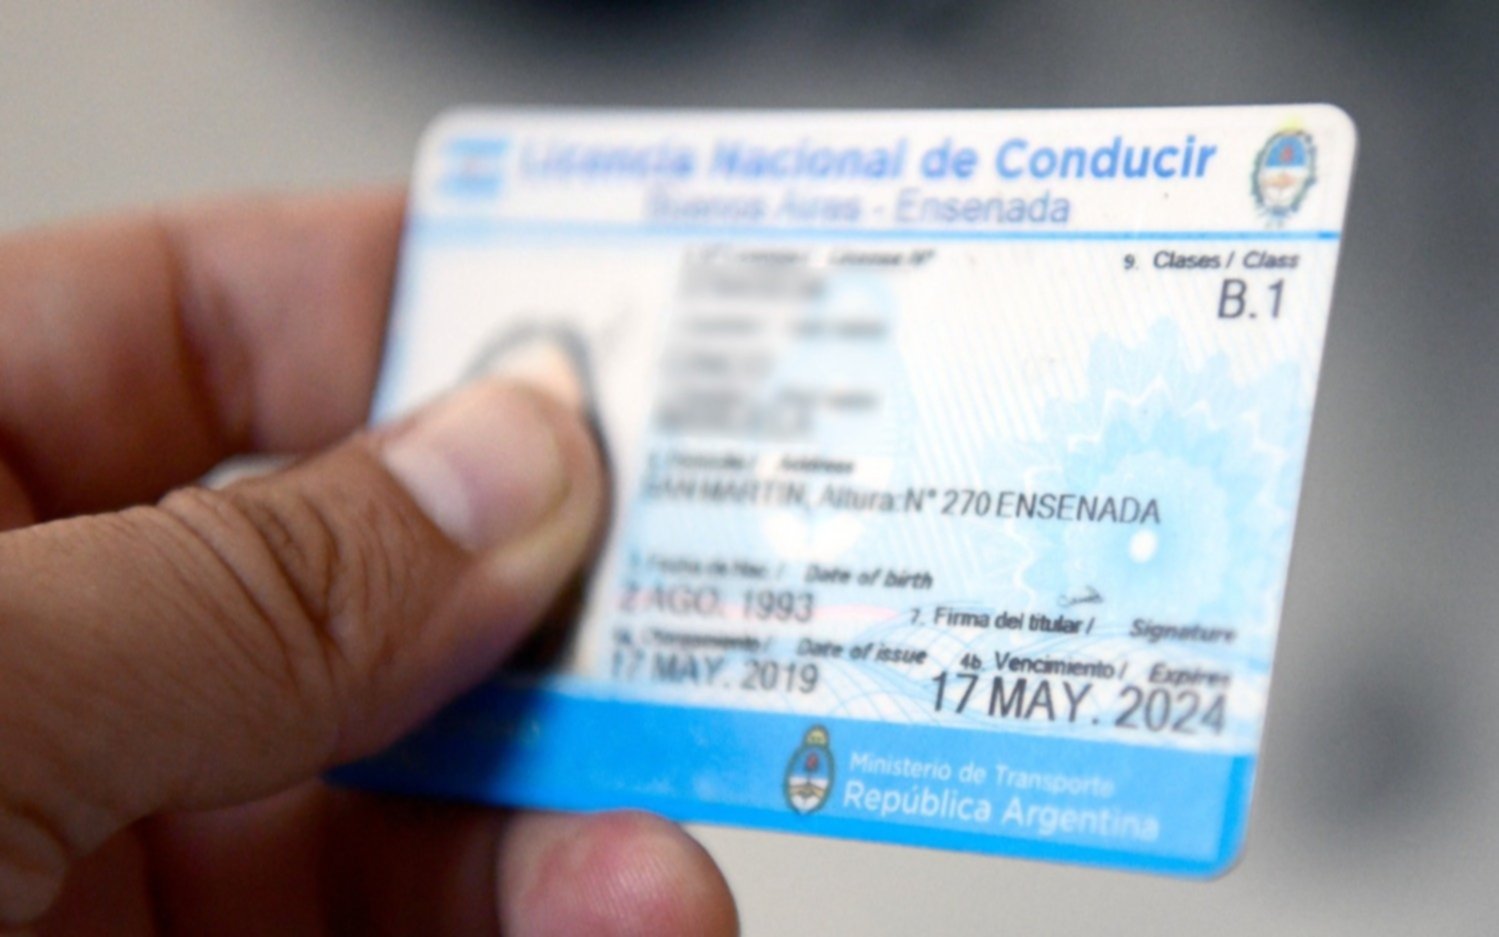 Licencia Nacional de Conducir
Buenos Aires - Ensenada
License Nº
9. Clases / Class
B.1
Domicilio / Address
SAN MARTIN, Altura: N° 270 ENSENADA
Fecha de Nac. / Date of birth
2 AGO. 1993
7. Firma del titular / Signature
Otorgamiento / Date of issue
17 MAY. 2019
4b. Vencimiento / Expires
17 MAY. 2024
Ministerio de Transporte
República Argentina